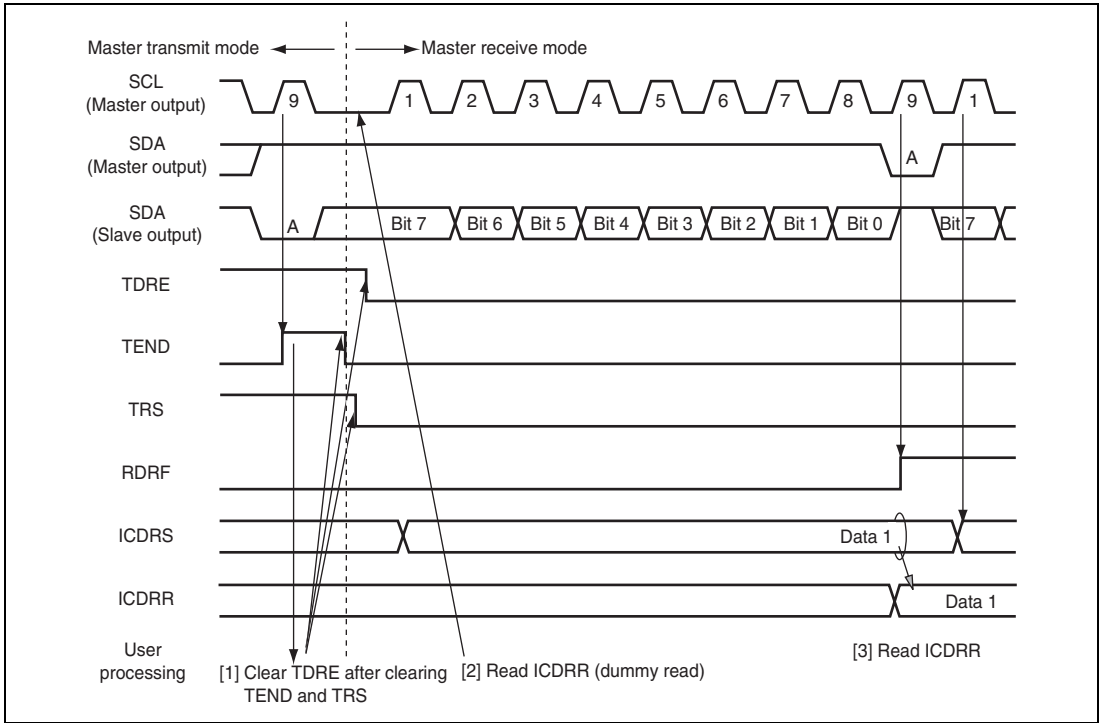 Master transmit mode
Master receive mode
SCL
(Master output)
9
1
2
3
4
5
6
7
8
9
1
SDA
(Master output)
A
SDA
(Slave output)
A
Bit 7
Bit 6
Bit 5
Bit 4
Bit 3
Bit 2
Bit 1
Bit 0
Bit 7
TDRE
TEND
TRS
RDRF
ICDRS
Data 1
ICDRR
Data 1
User
processing
[1] Clear TDRE after clearing
TEND and TRS
[2] Read ICDRR (dummy read)
[3] Read ICDRR